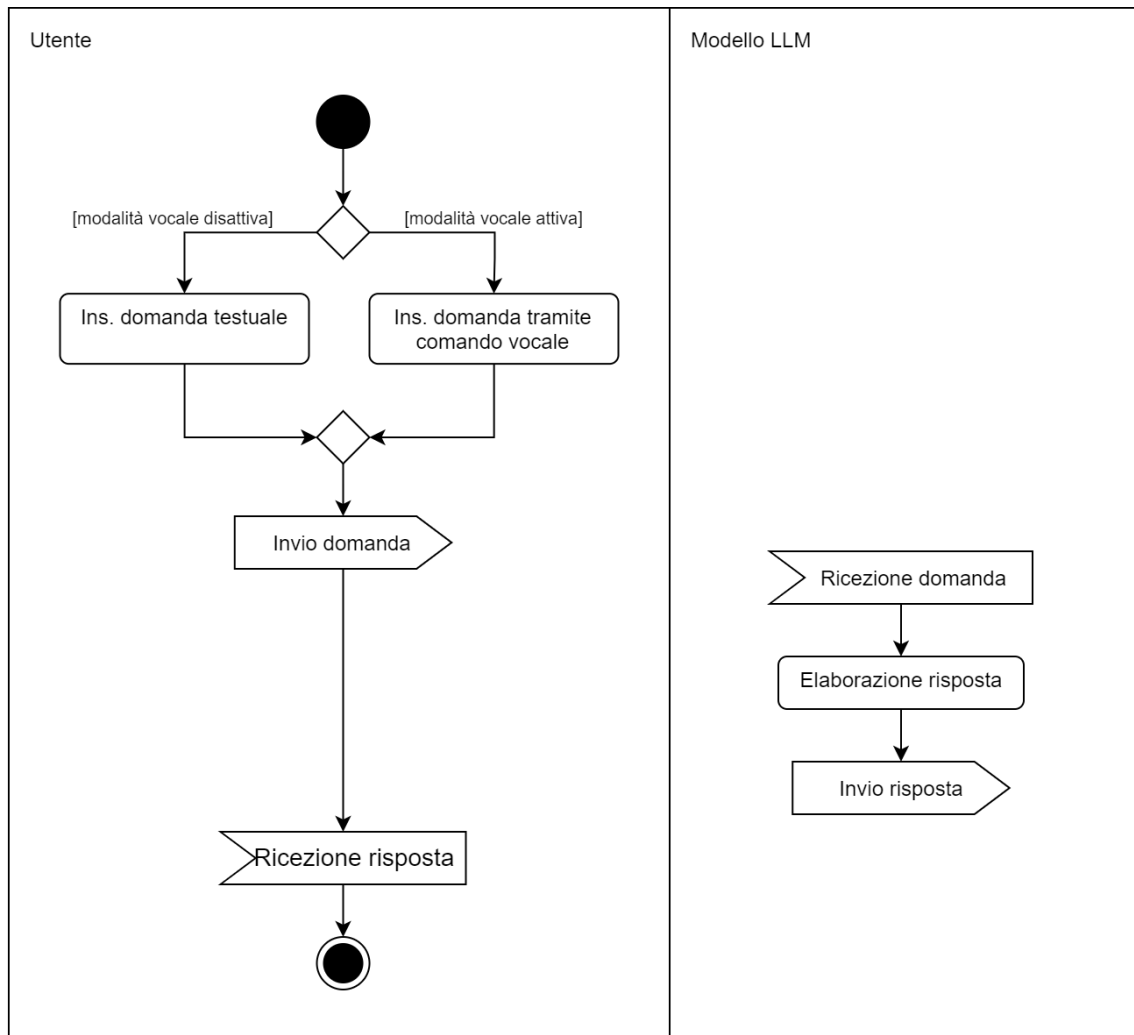 Utente
Modello LLM
[modalità vocale disattiva]
[modalità vocale attiva]
Ins. domanda testuale
Ins. domanda tramite
comando vocale
Invio domanda
Ricezione domanda
Elaborazione risposta
Invio risposta
Ricezione risposta